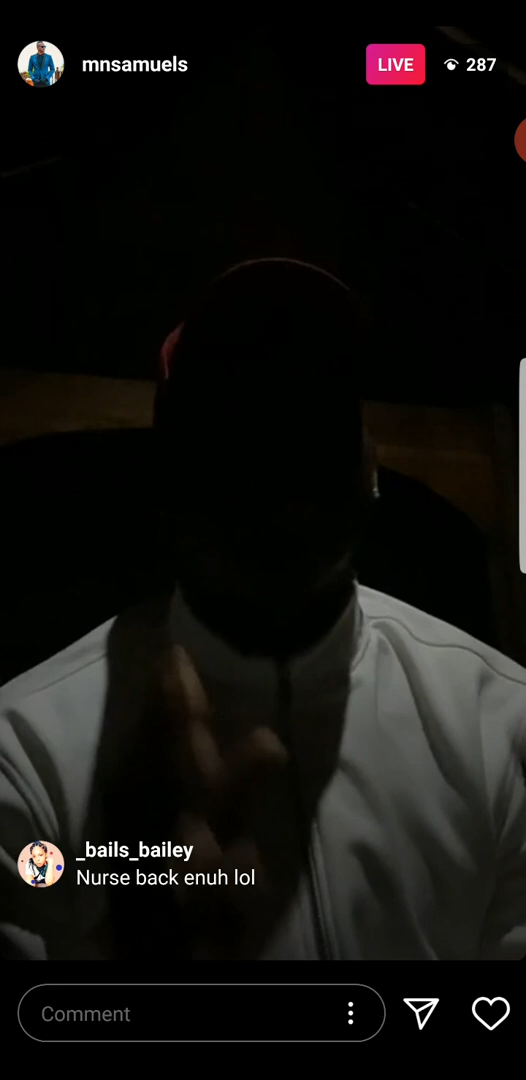 mnsamuels
LIVE
287
_bails_bailey
Nurse back enuh lol
Comment